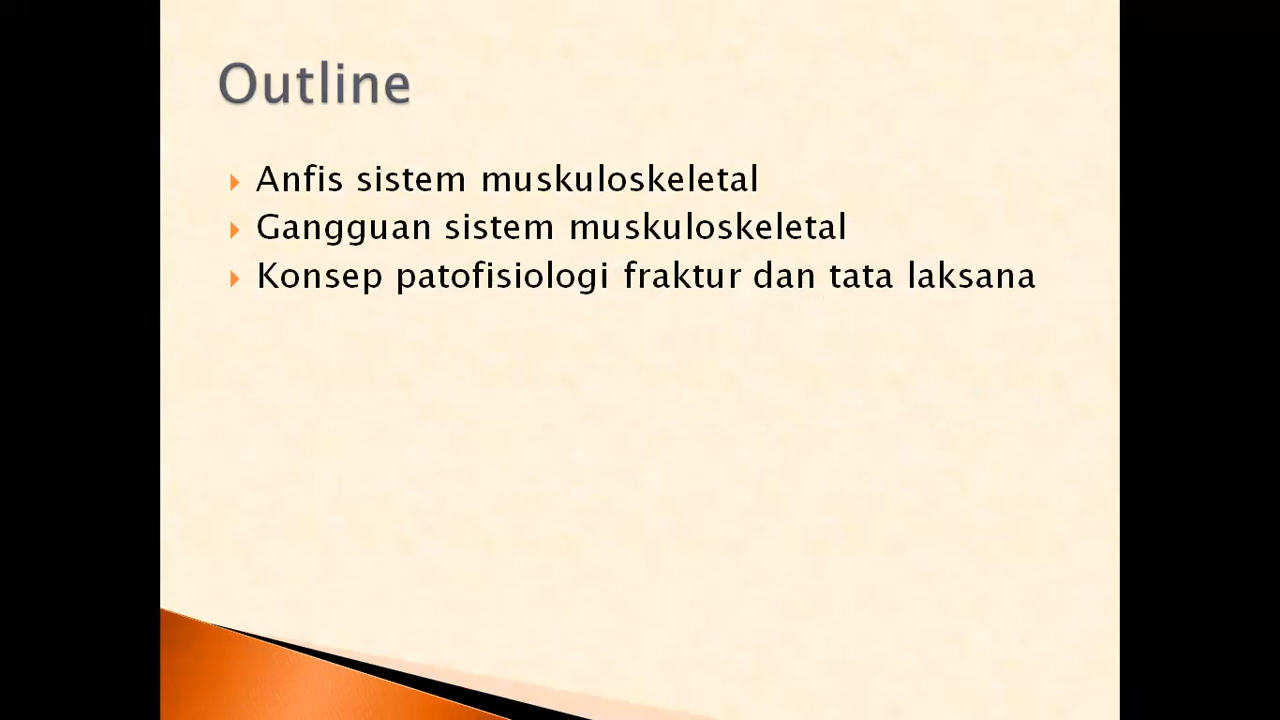 Outline
Anfis sistem muskuloskeletal
Gangguan sistem muskuloskeletal
Konsep patofisiologi fraktur dan tata laksana